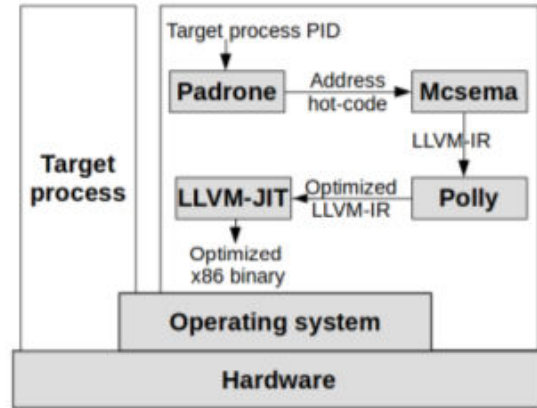 Target process PID
Padrone
Address
hot-code
Mcsema
LLVM-IR
Target
process
LLVM-JIT
Optimized
LLVM-IR
Polly
Optimized
x86 binary
Operating system
Hardware